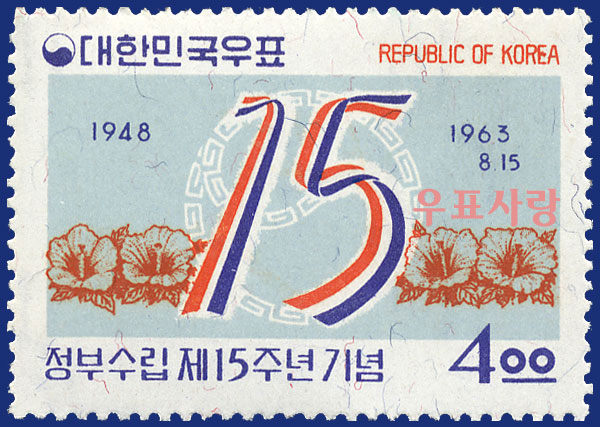 대한민국우표
REPUBLIC OF KOREA
15
1948
1963
8.15
우표사랑
정부수립 제15주년기념
4.00